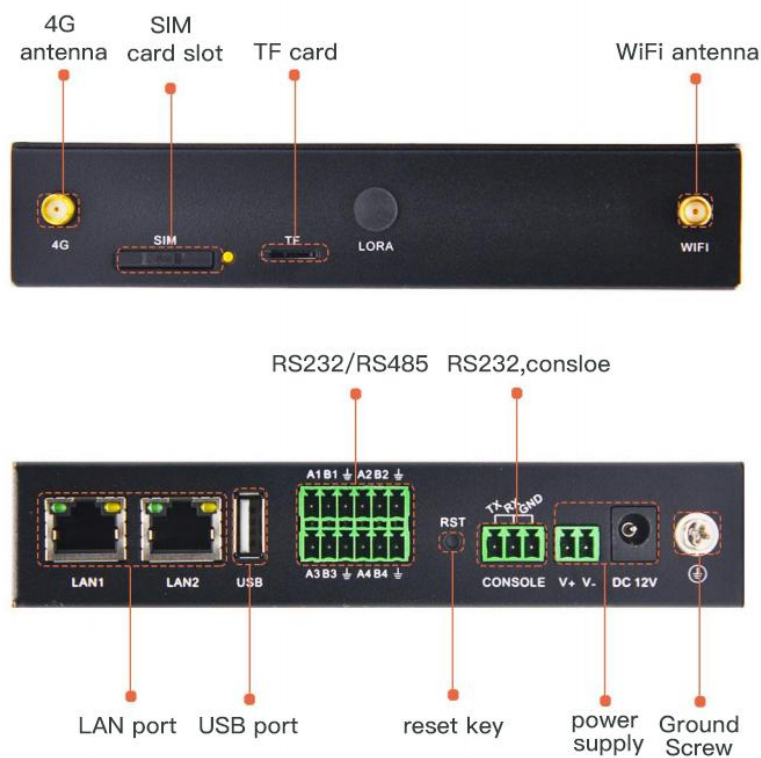 4G
antenna
SIM
card slot
TF card
WiFi antenna
4G
SIM
TF
LORA
WIFI
RS232/RS485
RS232,consloe
A1 B1 ⏚ A2 B2 ⏚
TX RX GND
RST
LAN1
LAN2
USB
A3 B3 ⏚ A4 B4 ⏚
CONSOLE
V+ V-
DC 12V
LAN port
USB port
reset key
power
supply
Ground
Screw